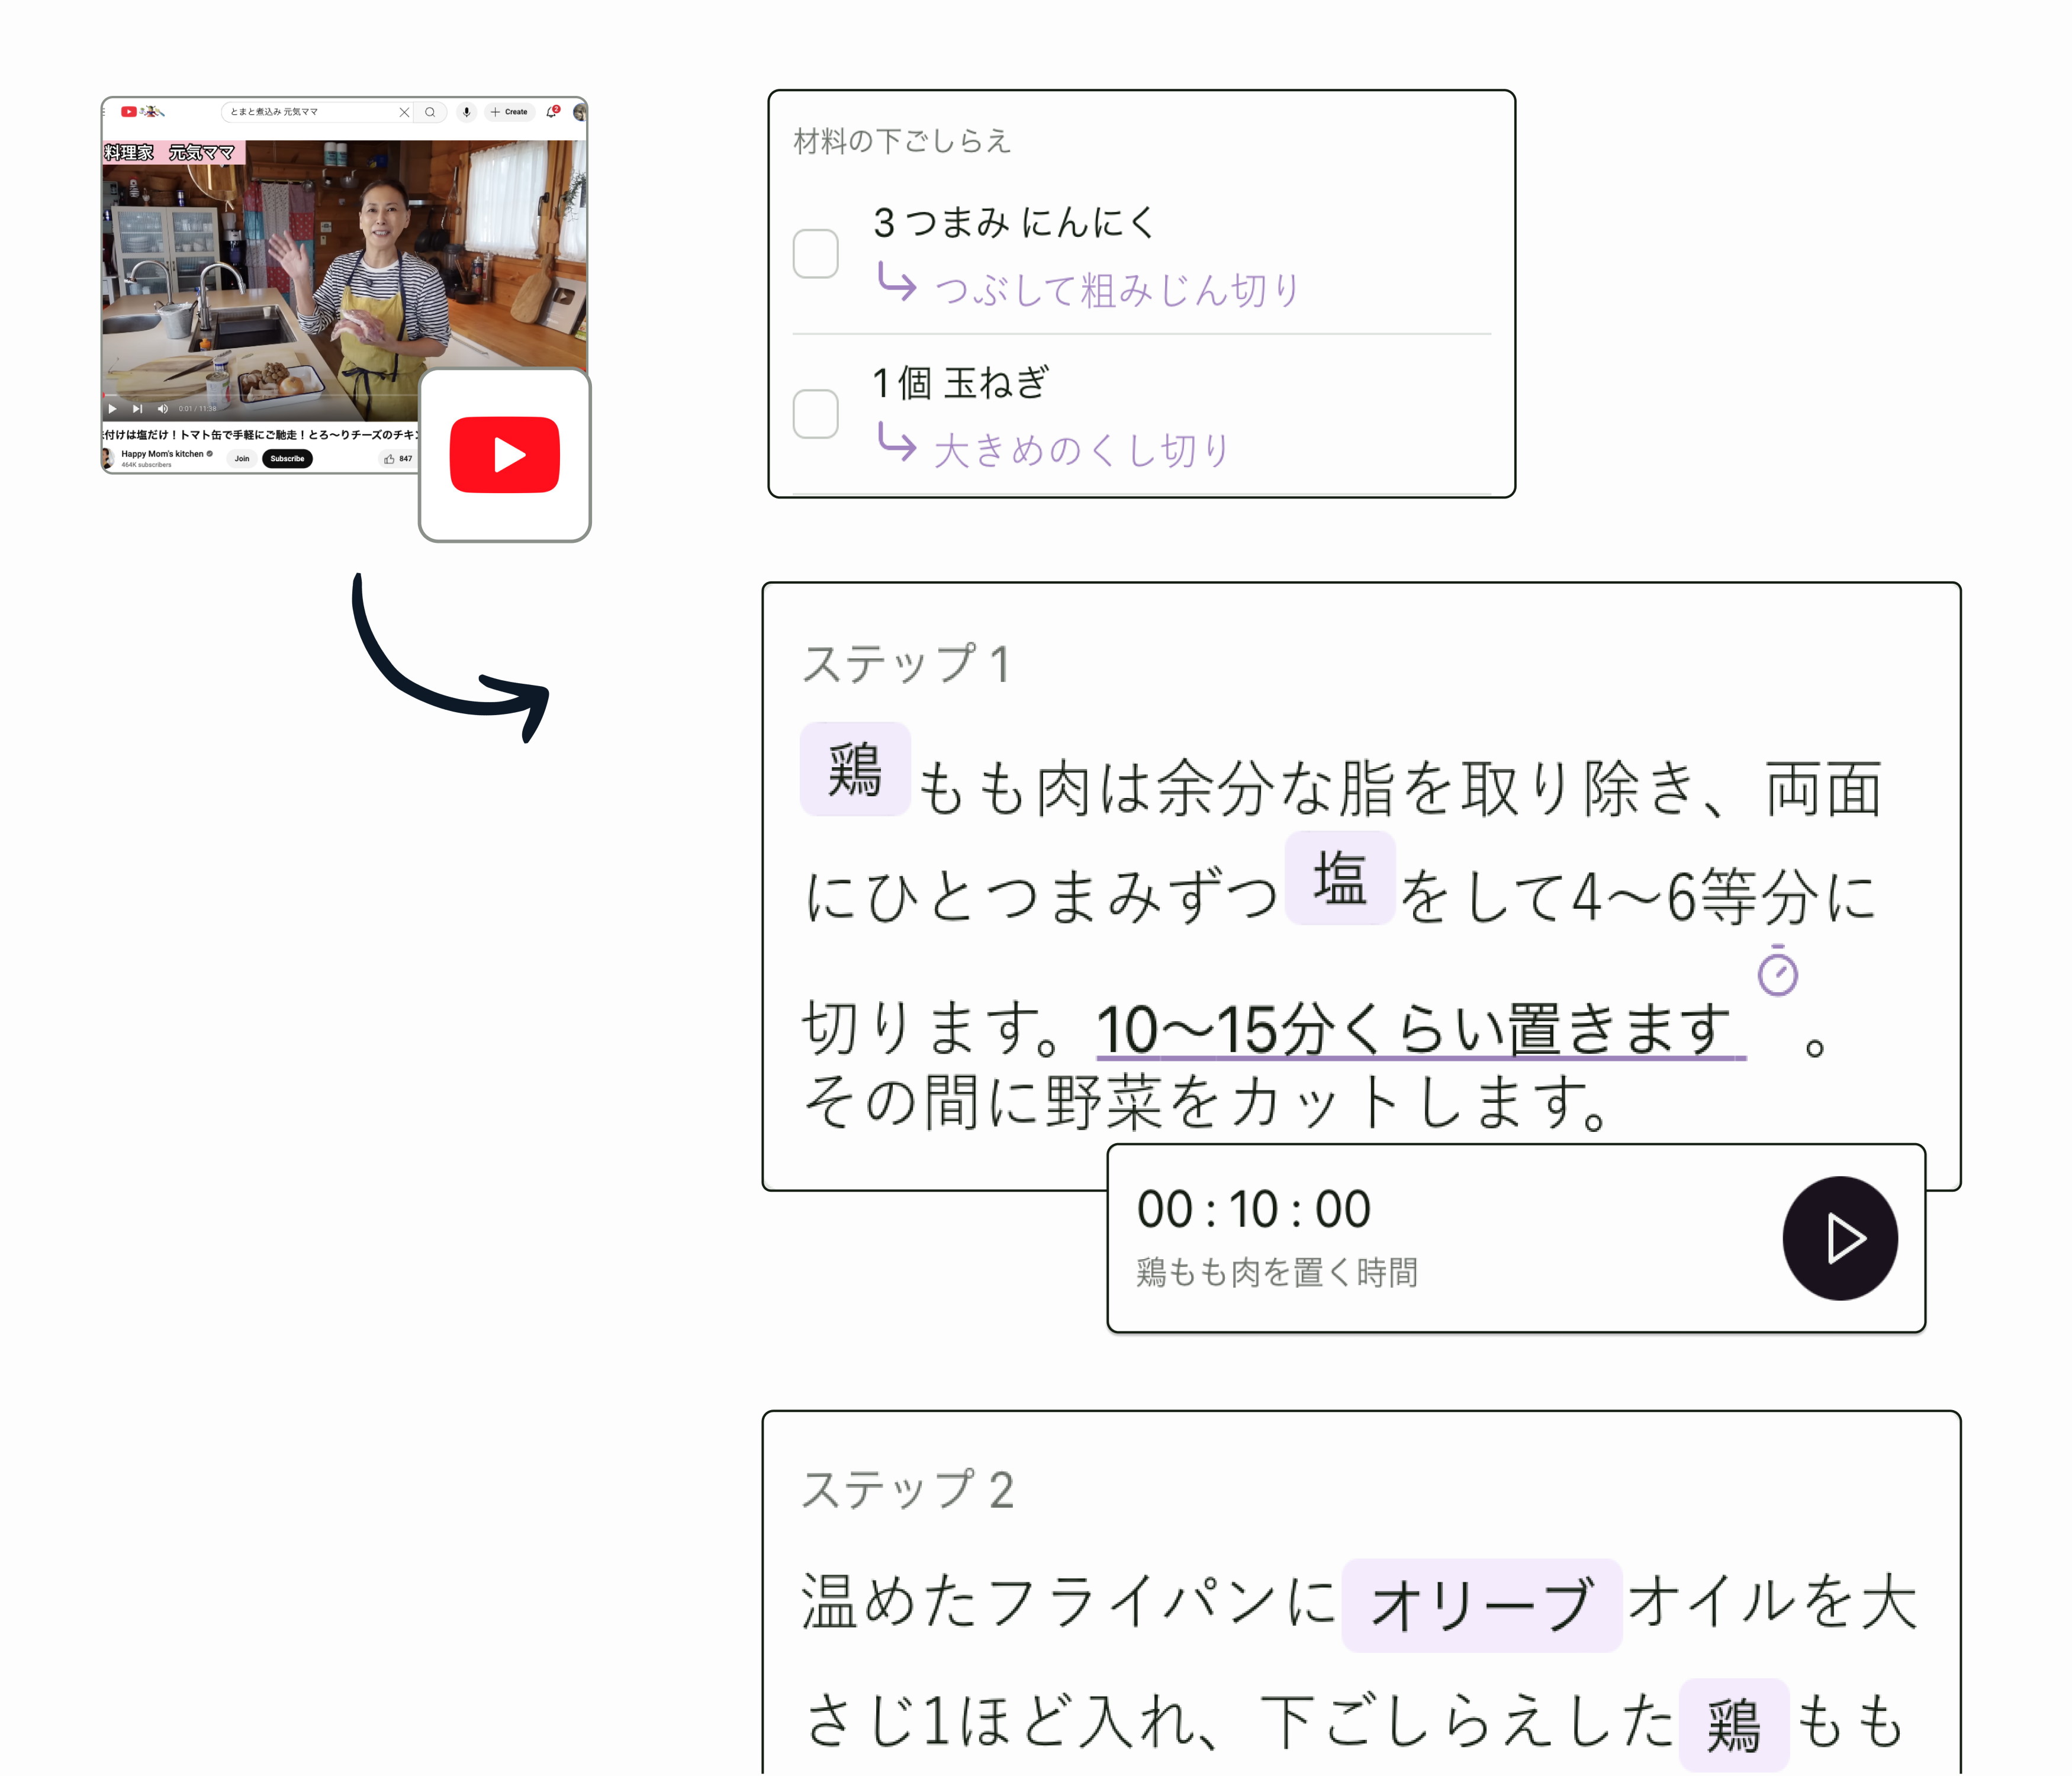 とまと煮込み 元気ママ
Create
2
料理家 元気ママ
0:01 / 11:38
付けは塩だけ！トマト缶で手軽にご馳走！とろ〜りチーズのチキ
Happy Mom's kitchen
464K subscribers
Join
Subscribe
847
材料の下ごしらえ
3 つまみ にんにく
つぶして粗みじん切り
1 個 玉ねぎ
大きめのくし切り
ステップ 1
鶏もも肉は余分な脂を取り除き、両面
にひとつまみずつ塩をして4〜6等分に
切ります。10〜15分くらい置きます。
その間に野菜をカットします。
00 : 10 : 00
鶏もも肉を置く時間
ステップ 2
温めたフライパンにオリーブオイルを大
さじ1ほど入れ、下ごしらえした鶏もも